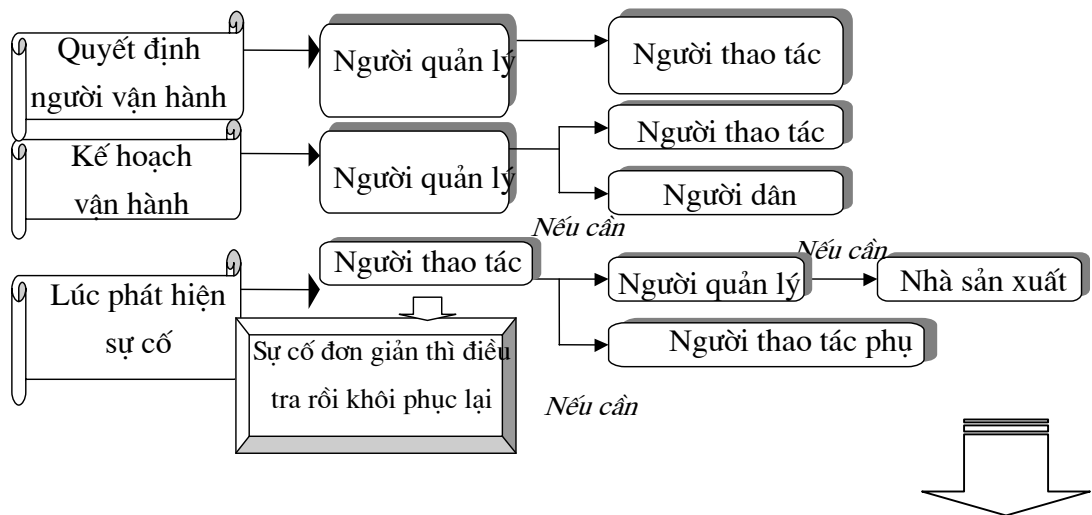 Quyết định
người vận hành
Người quản lý
Người thao tác
Kế hoạch
vận hành
Người quản lý
Người thao tác
Người dân
Nếu cần
Lúc phát hiện
sự cố
Người thao tác
Người quản lý
Nếu cần
Nhà sản xuất
Người thao tác phụ
Sự cố đơn giản thì điều
tra rồi khôi phục lại
Nếu cần